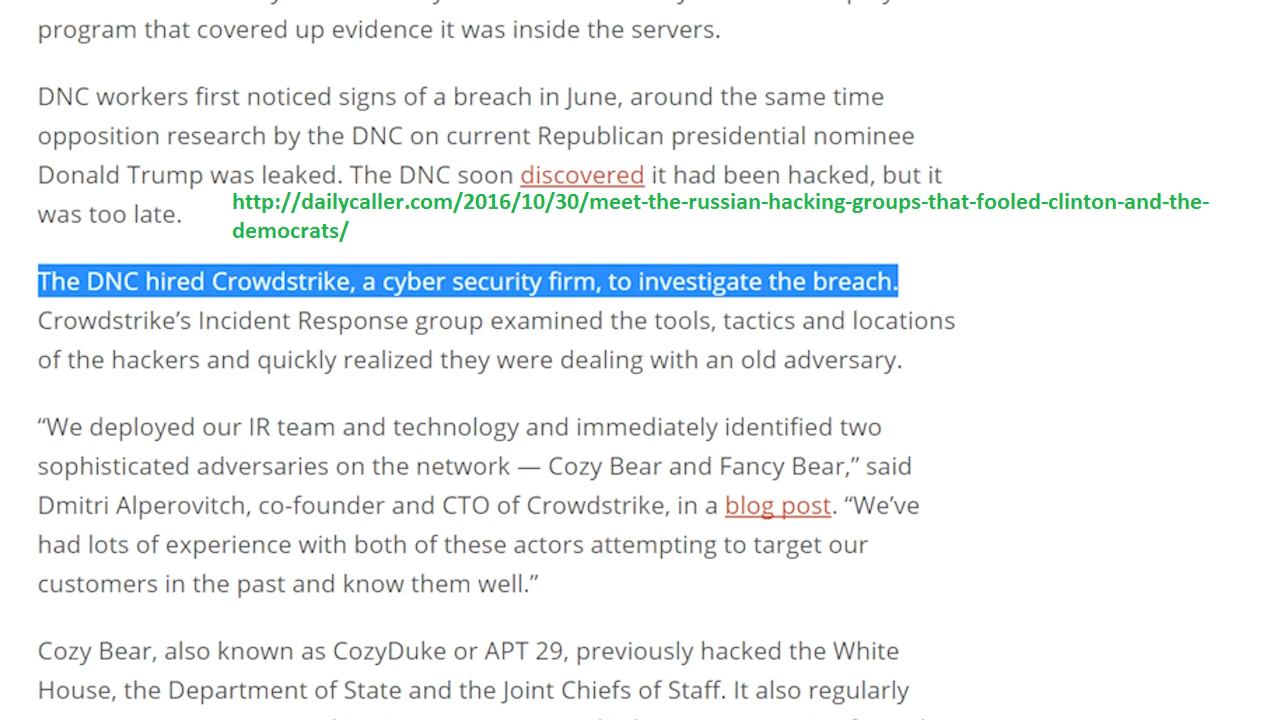 program that covered up evidence it was inside the servers.
DNC workers first noticed signs of a breach in June, around the same time
opposition research by the DNC on current Republican presidential nominee
Donald Trump was leaked. The DNC soon discovered it had been hacked, but it
was too late.
http://dailycaller.com/2016/10/30/meet-the-russian-hacking-groups-that-fooled-clinton-and-the-
democrats/
The DNC hired Crowdstrike, a cyber security firm, to investigate the breach.
Crowdstrike’s Incident Response group examined the tools, tactics and locations
of the hackers and quickly realized they were dealing with an old adversary.
“We deployed our IR team and technology and immediately identified two
sophisticated adversaries on the network — Cozy Bear and Fancy Bear,” said
Dmitri Alperovitch, co-founder and CTO of Crowdstrike, in a blog post. “We’ve
had lots of experience with both of these actors attempting to target our
customers in the past and know them well.”
Cozy Bear, also known as CozyDuke or APT 29, previously hacked the White
House, the Department of State and the Joint Chiefs of Staff. It also regularly